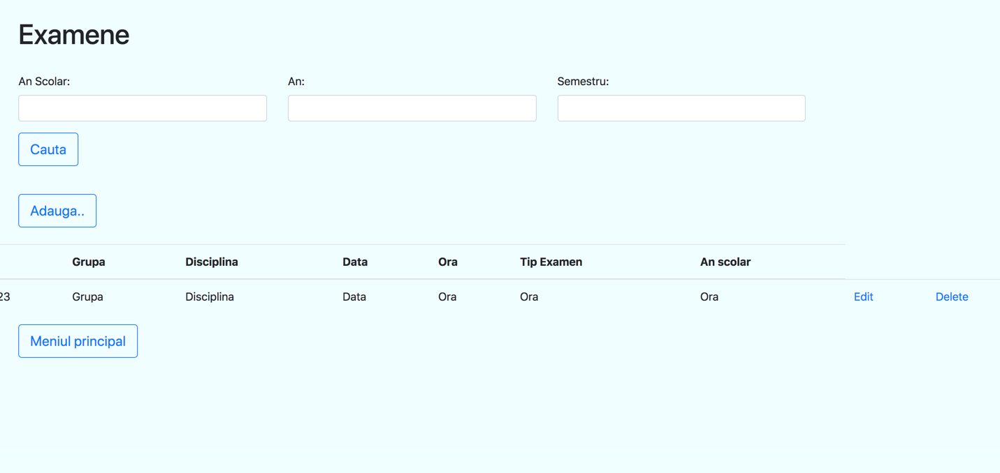 Examene
An Scolar: An: Semestru:
Cauta
Adauga..
Grupa Disciplina Data Ora Tip Examen An scolar
23 Grupa Disciplina Data Ora Ora Ora Edit Delete
Meniul principal